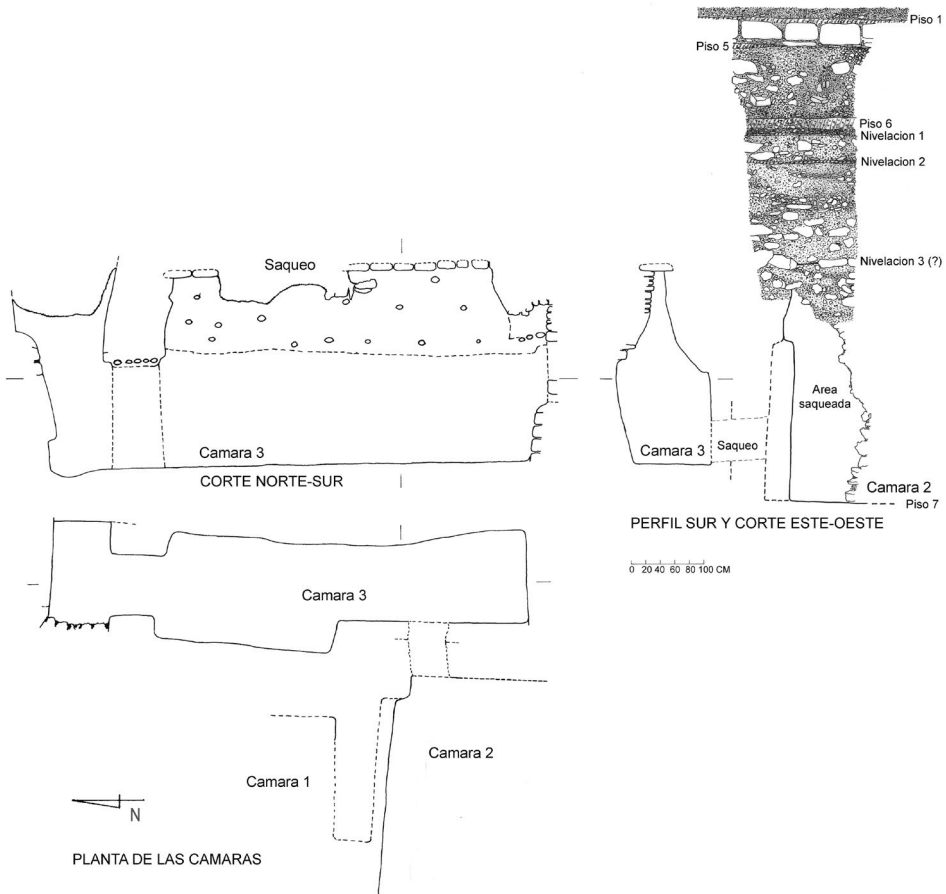 Piso 1
Piso 5
Piso 6
Nivelacion 1
Nivelacion 2
Nivelacion 3 (?)
Saqueo
Camara 3
CORTE NORTE-SUR
Area
saqueada
Camara 3
Saqueo
Camara 2
Piso 7
PERFIL SUR Y CORTE ESTE-OESTE
0 20 40 60 80 100 CM
Camara 3
Camara 2
Camara 1
N
PLANTA DE LAS CAMARAS